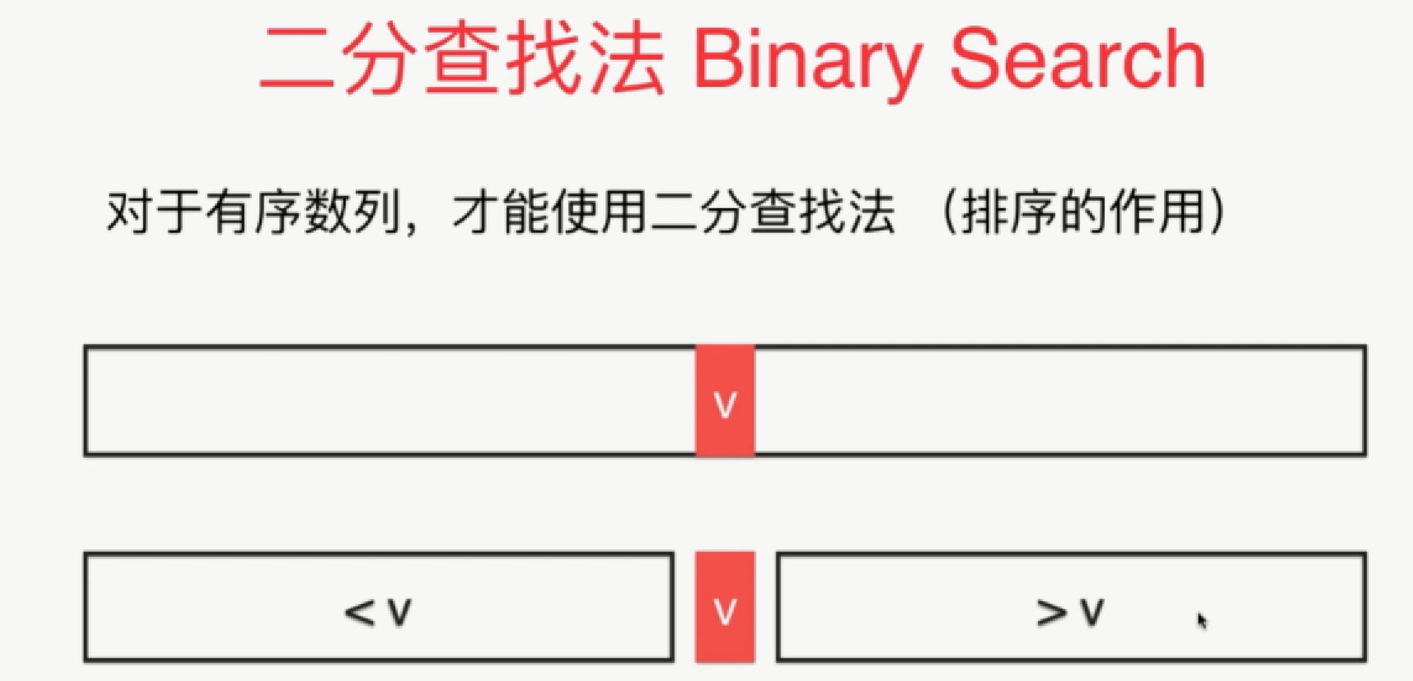 二分查找法 Binary Search
对于有序数列，才能使用二分查找法 （排序的作用）
v
< v v > v